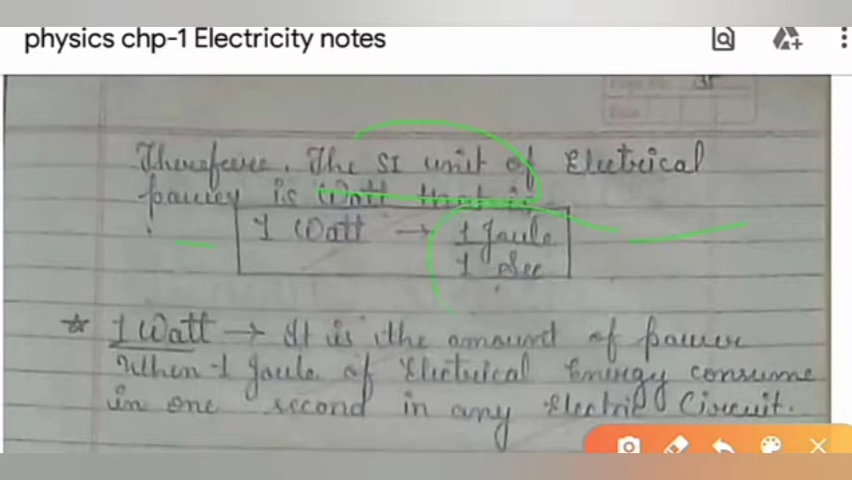 physics chp-1 Electricity notes
Therefore, The SI unit of Electrical
power is Watt that is
1 Watt → 1 Joule
1 Sec
☆ 1 Watt → It is the amount of power
When 1 Joule of Electrical Energy consume
in one second in any Electric Circuit.